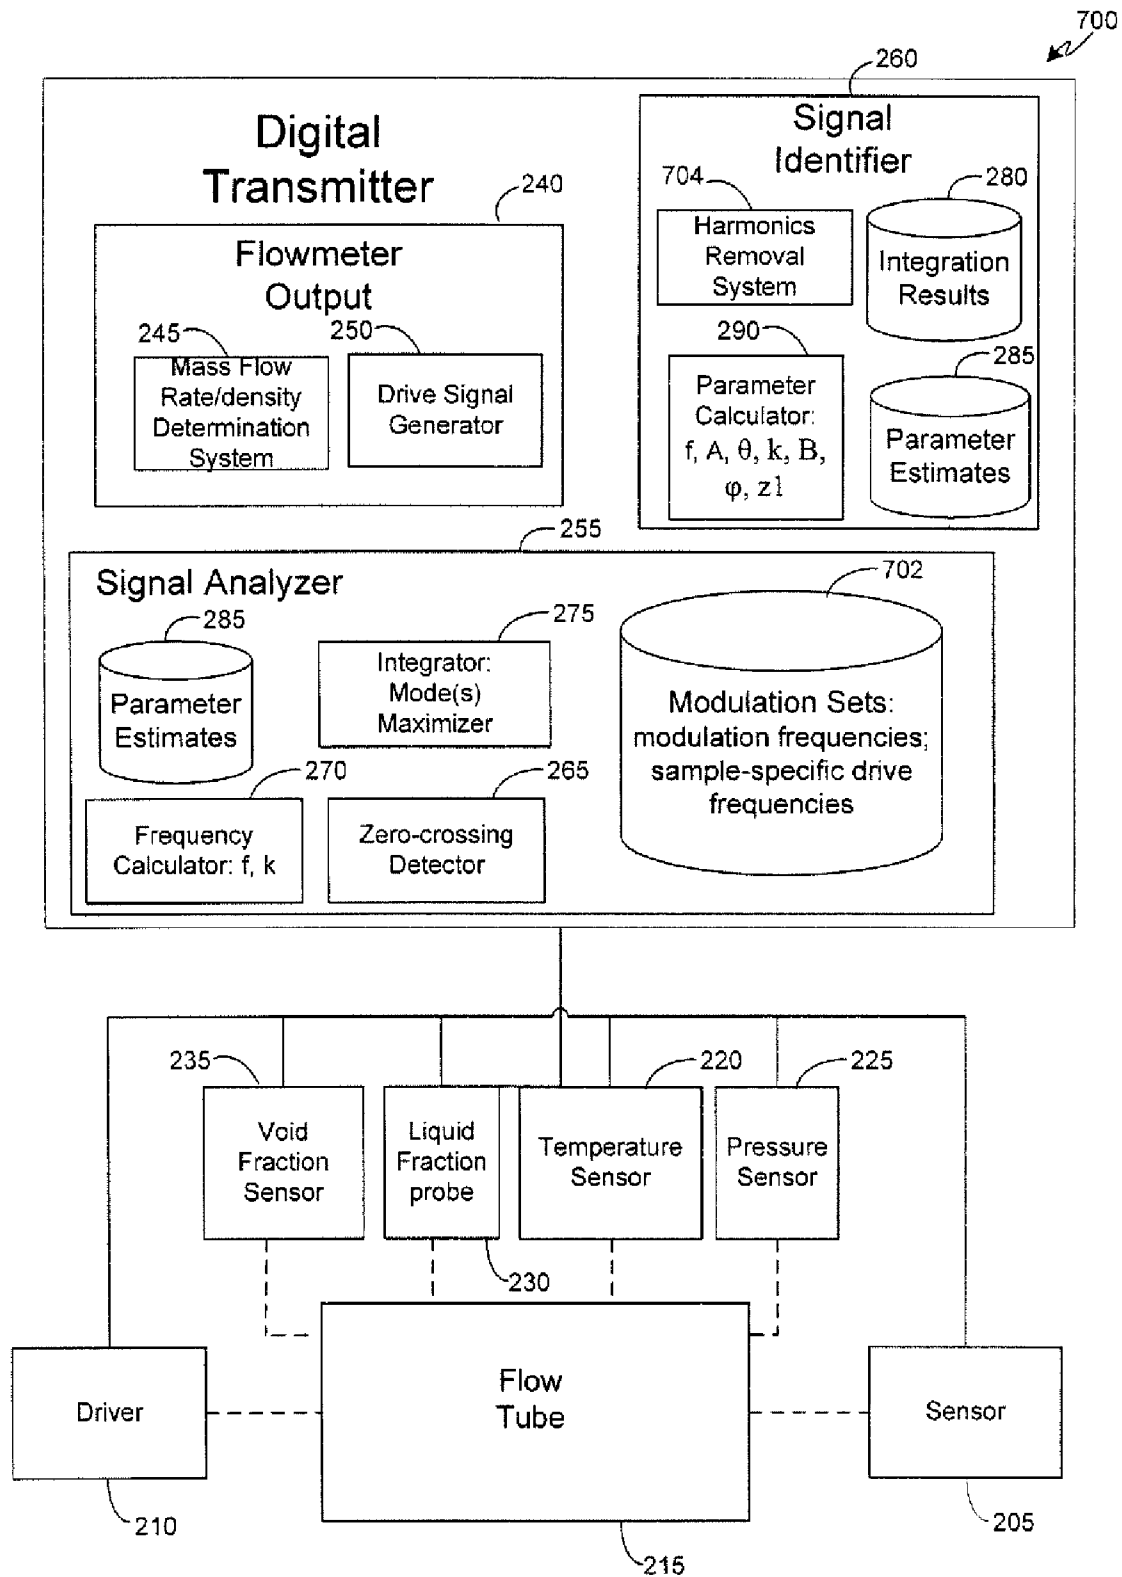 700
260
Digital
Transmitter
Signal
Identifier
240
Flowmeter
Output
245
250
Mass Flow
Rate/density
Determination
System
Drive Signal
Generator
704
280
Harmonics
Removal
System
Integration
Results
290
285
Parameter
Calculator:
f, A, θ, k, B,
φ, z1
Parameter
Estimates
255
Signal Analyzer
702
285
275
Parameter
Estimates
Integrator:
Mode(s)
Maximizer
Modulation Sets:
modulation frequencies;
sample-specific drive
frequencies
270
265
Frequency
Calculator: f, k
Zero-crossing
Detector
235
220
225
Void
Fraction
Sensor
Liquid
Fraction
probe
Temperature
Sensor
Pressure
Sensor
230
Driver
Flow
Tube
Sensor
210
205
215